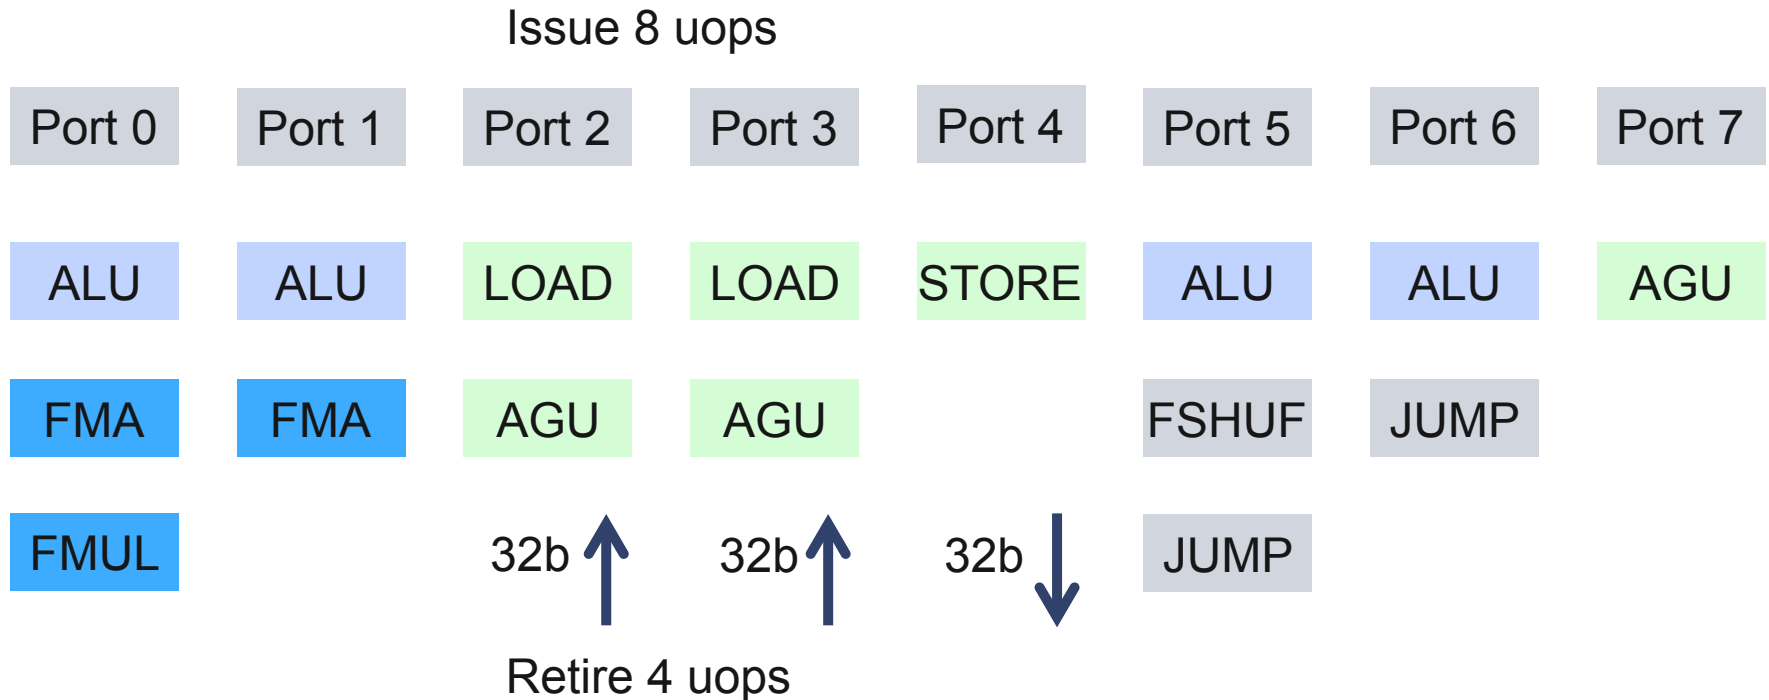 Issue 8 uops
Port 0 Port 1 Port 2 Port 3 Port 4 Port 5 Port 6 Port 7
ALU ALU LOAD LOAD STORE ALU ALU AGU
FMA FMA AGU AGU FSHUF JUMP
FMUL 32b 32b 32b JUMP
Retire 4 uops